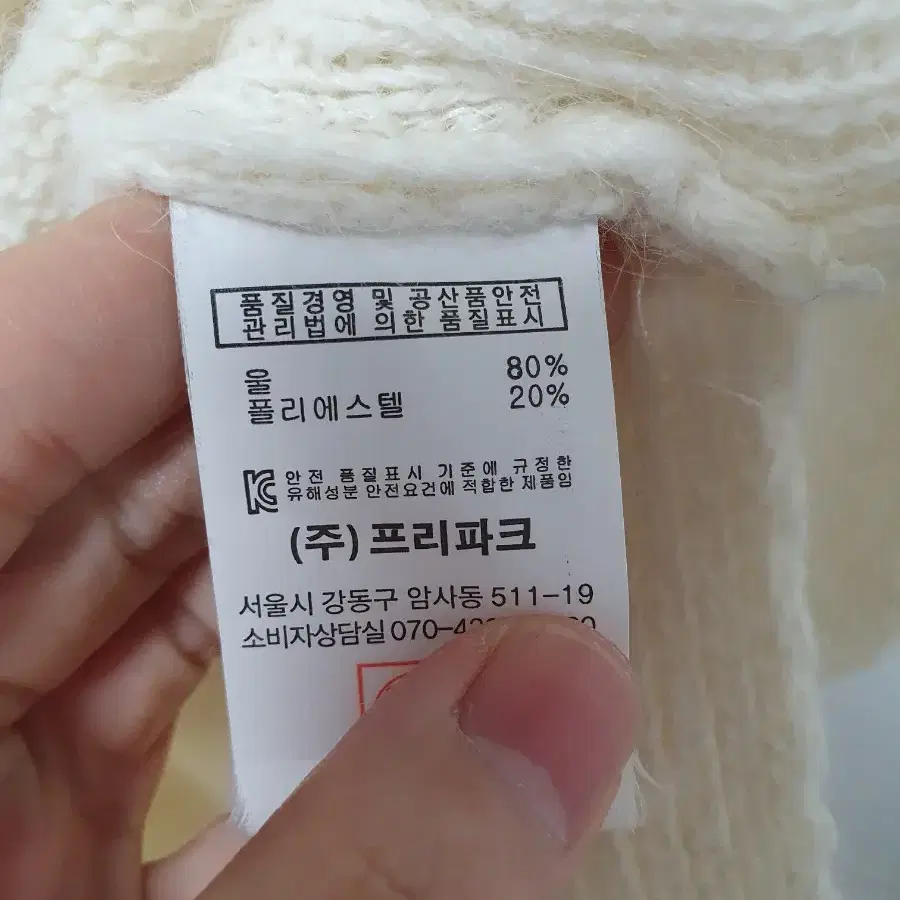 품질경영 및 공산품안전
관리법에 의한 품질표시
울 80%
폴리에스텔 20%
안전 품질표시 기준에 규정한
유해성분 안전요건에 적합한 제품임
(주)프리파크
서울시 강동구 암사동 511-19
소비자상담실